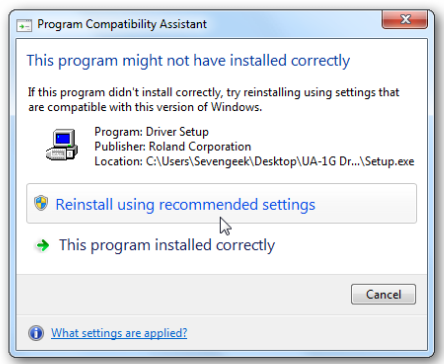 Program Compatibility Assistant
This program might not have installed correctly
If this program didn't install correctly, try reinstalling using settings that
are compatible with this version of Windows.
Program: Driver Setup
Publisher: Roland Corporation
Location: C:\Users\Sevengeek\Desktop\UA-1G Dr...\Setup.exe
Reinstall using recommended settings
This program installed correctly
Cancel
What settings are applied?